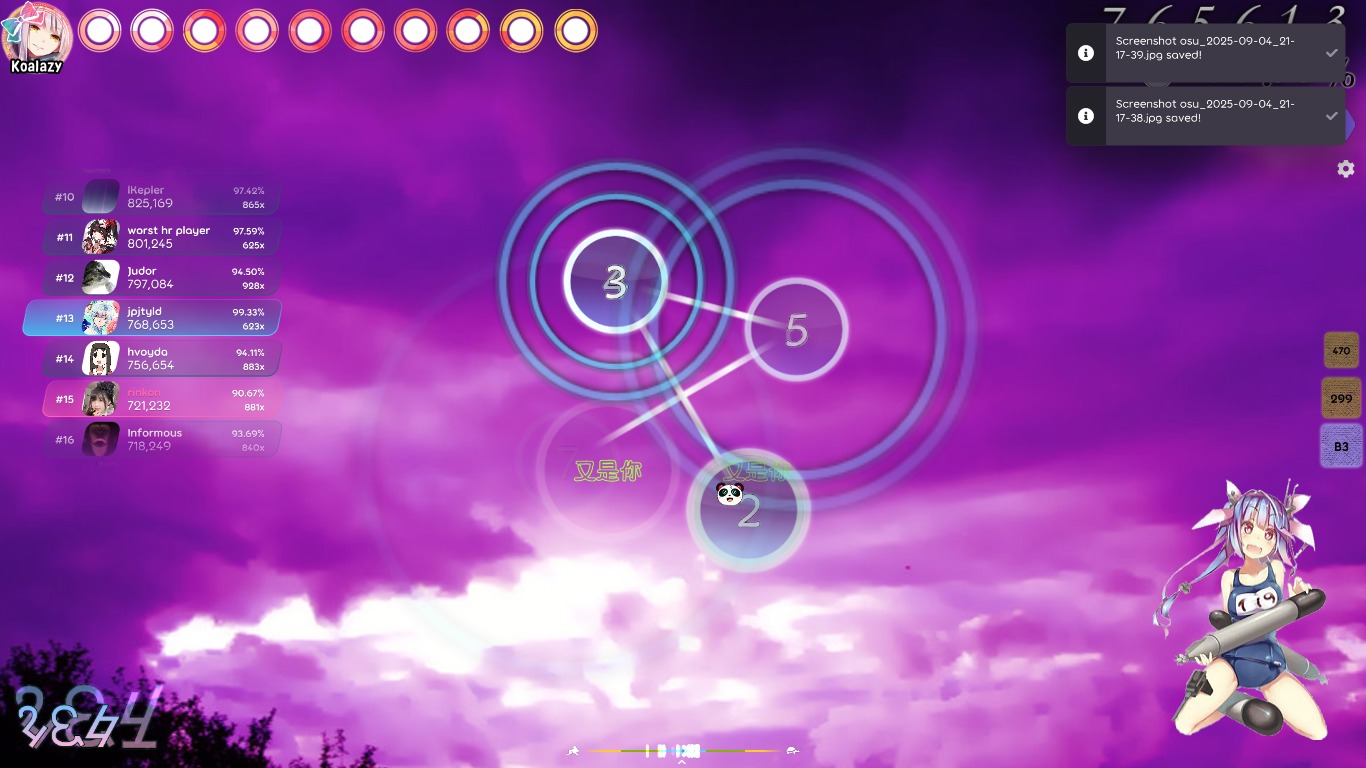 7 6 5 6 1 3
Screenshot osu_2025-09-04_21-
17-39.jpg saved!
Screenshot osu_2025-09-04_21-
17-38.jpg saved!
Koalazy
#10 IKepler 97.42%
825,169 865x
#11 worst hr player 97.59%
801,245 625x
#12 Judor 94.50%
797,084 928x
#13 jpjtyld 99.33%
768,653 623x
#14 hvoyda 94.11%
756,654 883x
#15 rinkon 90.67%
721,232 881x
#16 Informous 93.69%
718,249 840x
3
5
2
又是你
又是你
470
299
B3